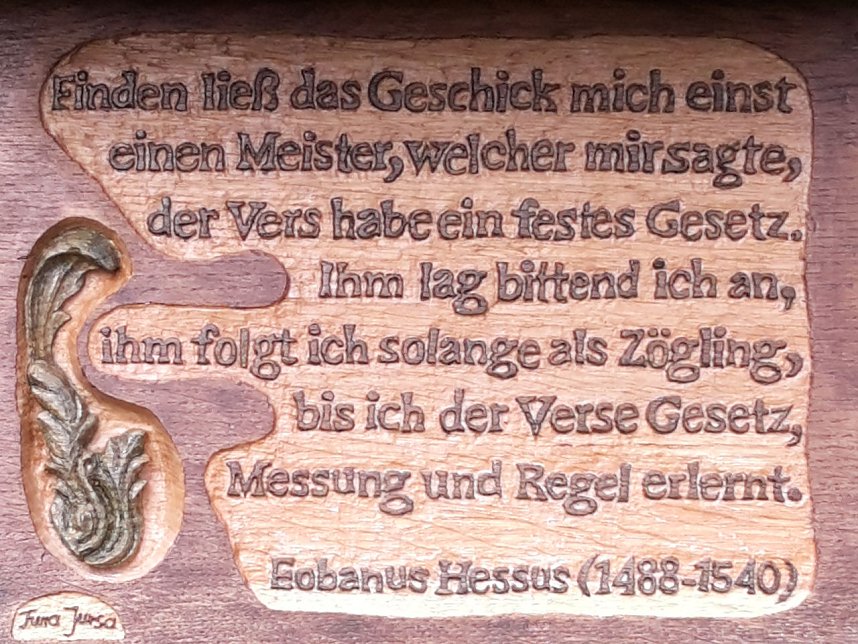 Finden ließ das Geschick mich einst
einen Meister, welcher mir sagte,
der Vers habe ein festes Gesetz.
Ihm lag bittend ich an,
ihm folgt ich solange als Zögling,
bis ich der Verse Gesetz,
Messung und Regel erlernt.
Eobanus Hessus (1488-1540)
Jura Jursa